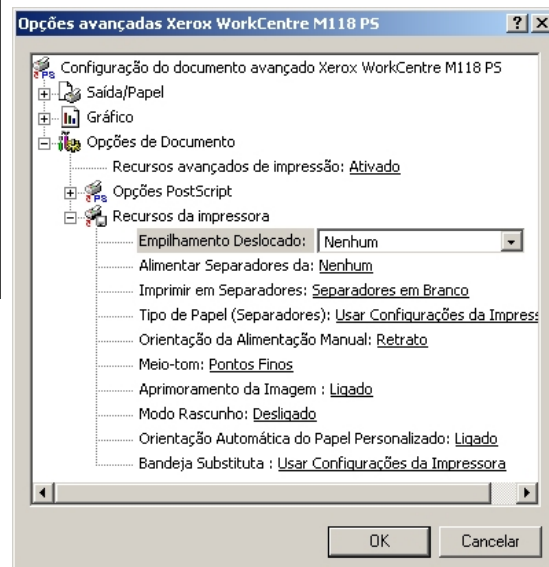 Opções avançadas Xerox WorkCentre M118 PS
Configuração do documento avançado Xerox WorkCentre M118 PS
Saída/Papel
Gráfico
Opções de Documento
Recursos avançados de impressão: Ativado
Opções PostScript
Recursos da impressora
Empilhamento Deslocado: Nenhum
Alimentar Separadores da: Nenhum
Imprimir em Separadores: Separadores em Branco
Tipo de Papel (Separadores): Usar Configurações da Impress
Orientação da Alimentação Manual: Retrato
Meio-tom: Pontos Finos
Aprimoramento da Imagem : Ligado
Modo Rascunho: Desligado
Orientação Automática do Papel Personalizado: Ligado
Bandeja Substituta : Usar Configurações da Impressora
OK Cancelar